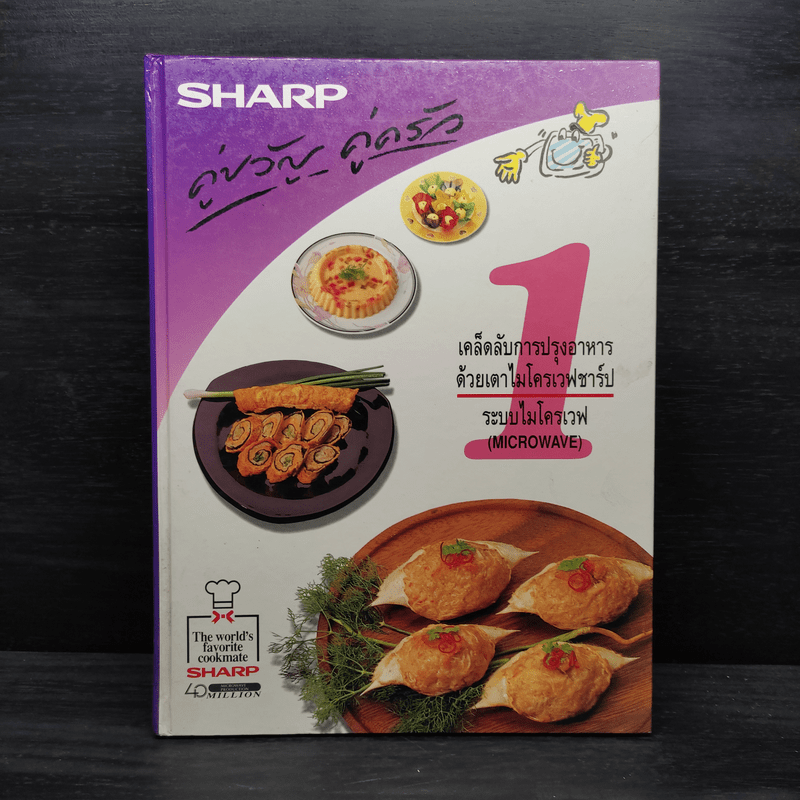 SHARP
คู่ขวัญ คู่ครัว
1
เคล็ดลับการปรุงอาหาร
ด้วยเตาไมโครเวฟชาร์ป
ระบบไมโครเวฟ
(MICROWAVE)
The world's
favorite
cookmate
SHARP
40
MILLION